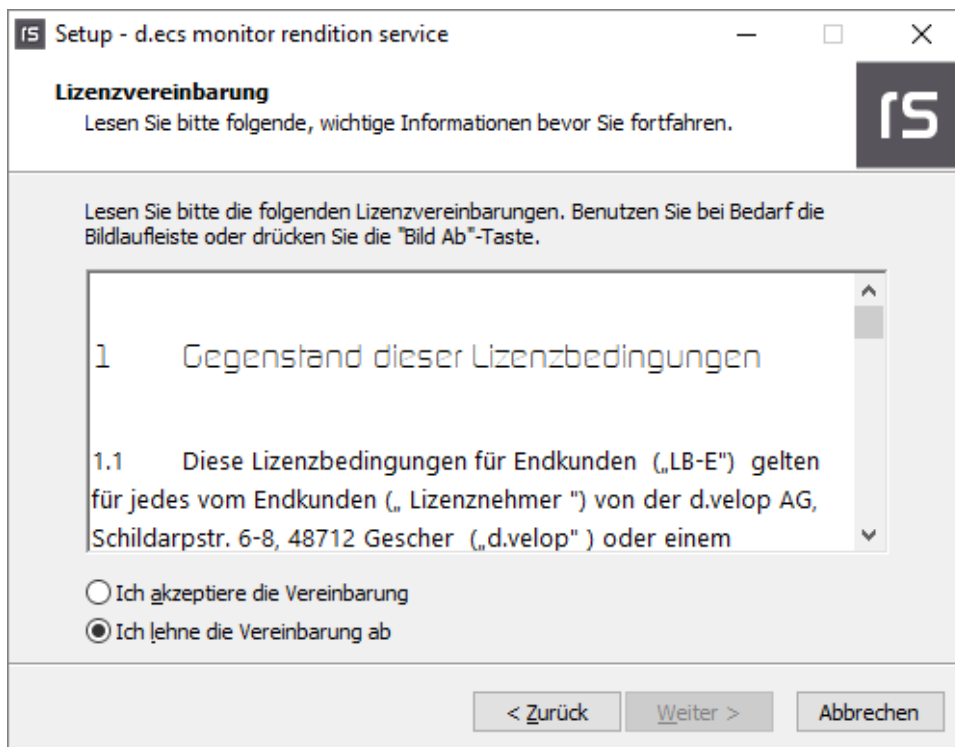 rs Setup - d.ecs monitor rendition service
Lizenzvereinbarung
Lesen Sie bitte folgende, wichtige Informationen bevor Sie fortfahren.
rs
Lesen Sie bitte die folgenden Lizenzvereinbarungen. Benutzen Sie bei Bedarf die
Bildlaufleiste oder drücken Sie die "Bild Ab"-Taste.
1 Gegenstand dieser Lizenzbedingungen
1.1 Diese Lizenzbedingungen für Endkunden („LB-E") gelten
für jedes vom Endkunden („ Lizenznehmer ") von der d.velop AG,
Schildarpstr. 6-8, 48712 Gescher („d.velop" ) oder einem
Ich akzeptiere die Vereinbarung
Ich lehne die Vereinbarung ab
< Zurück Weiter > Abbrechen